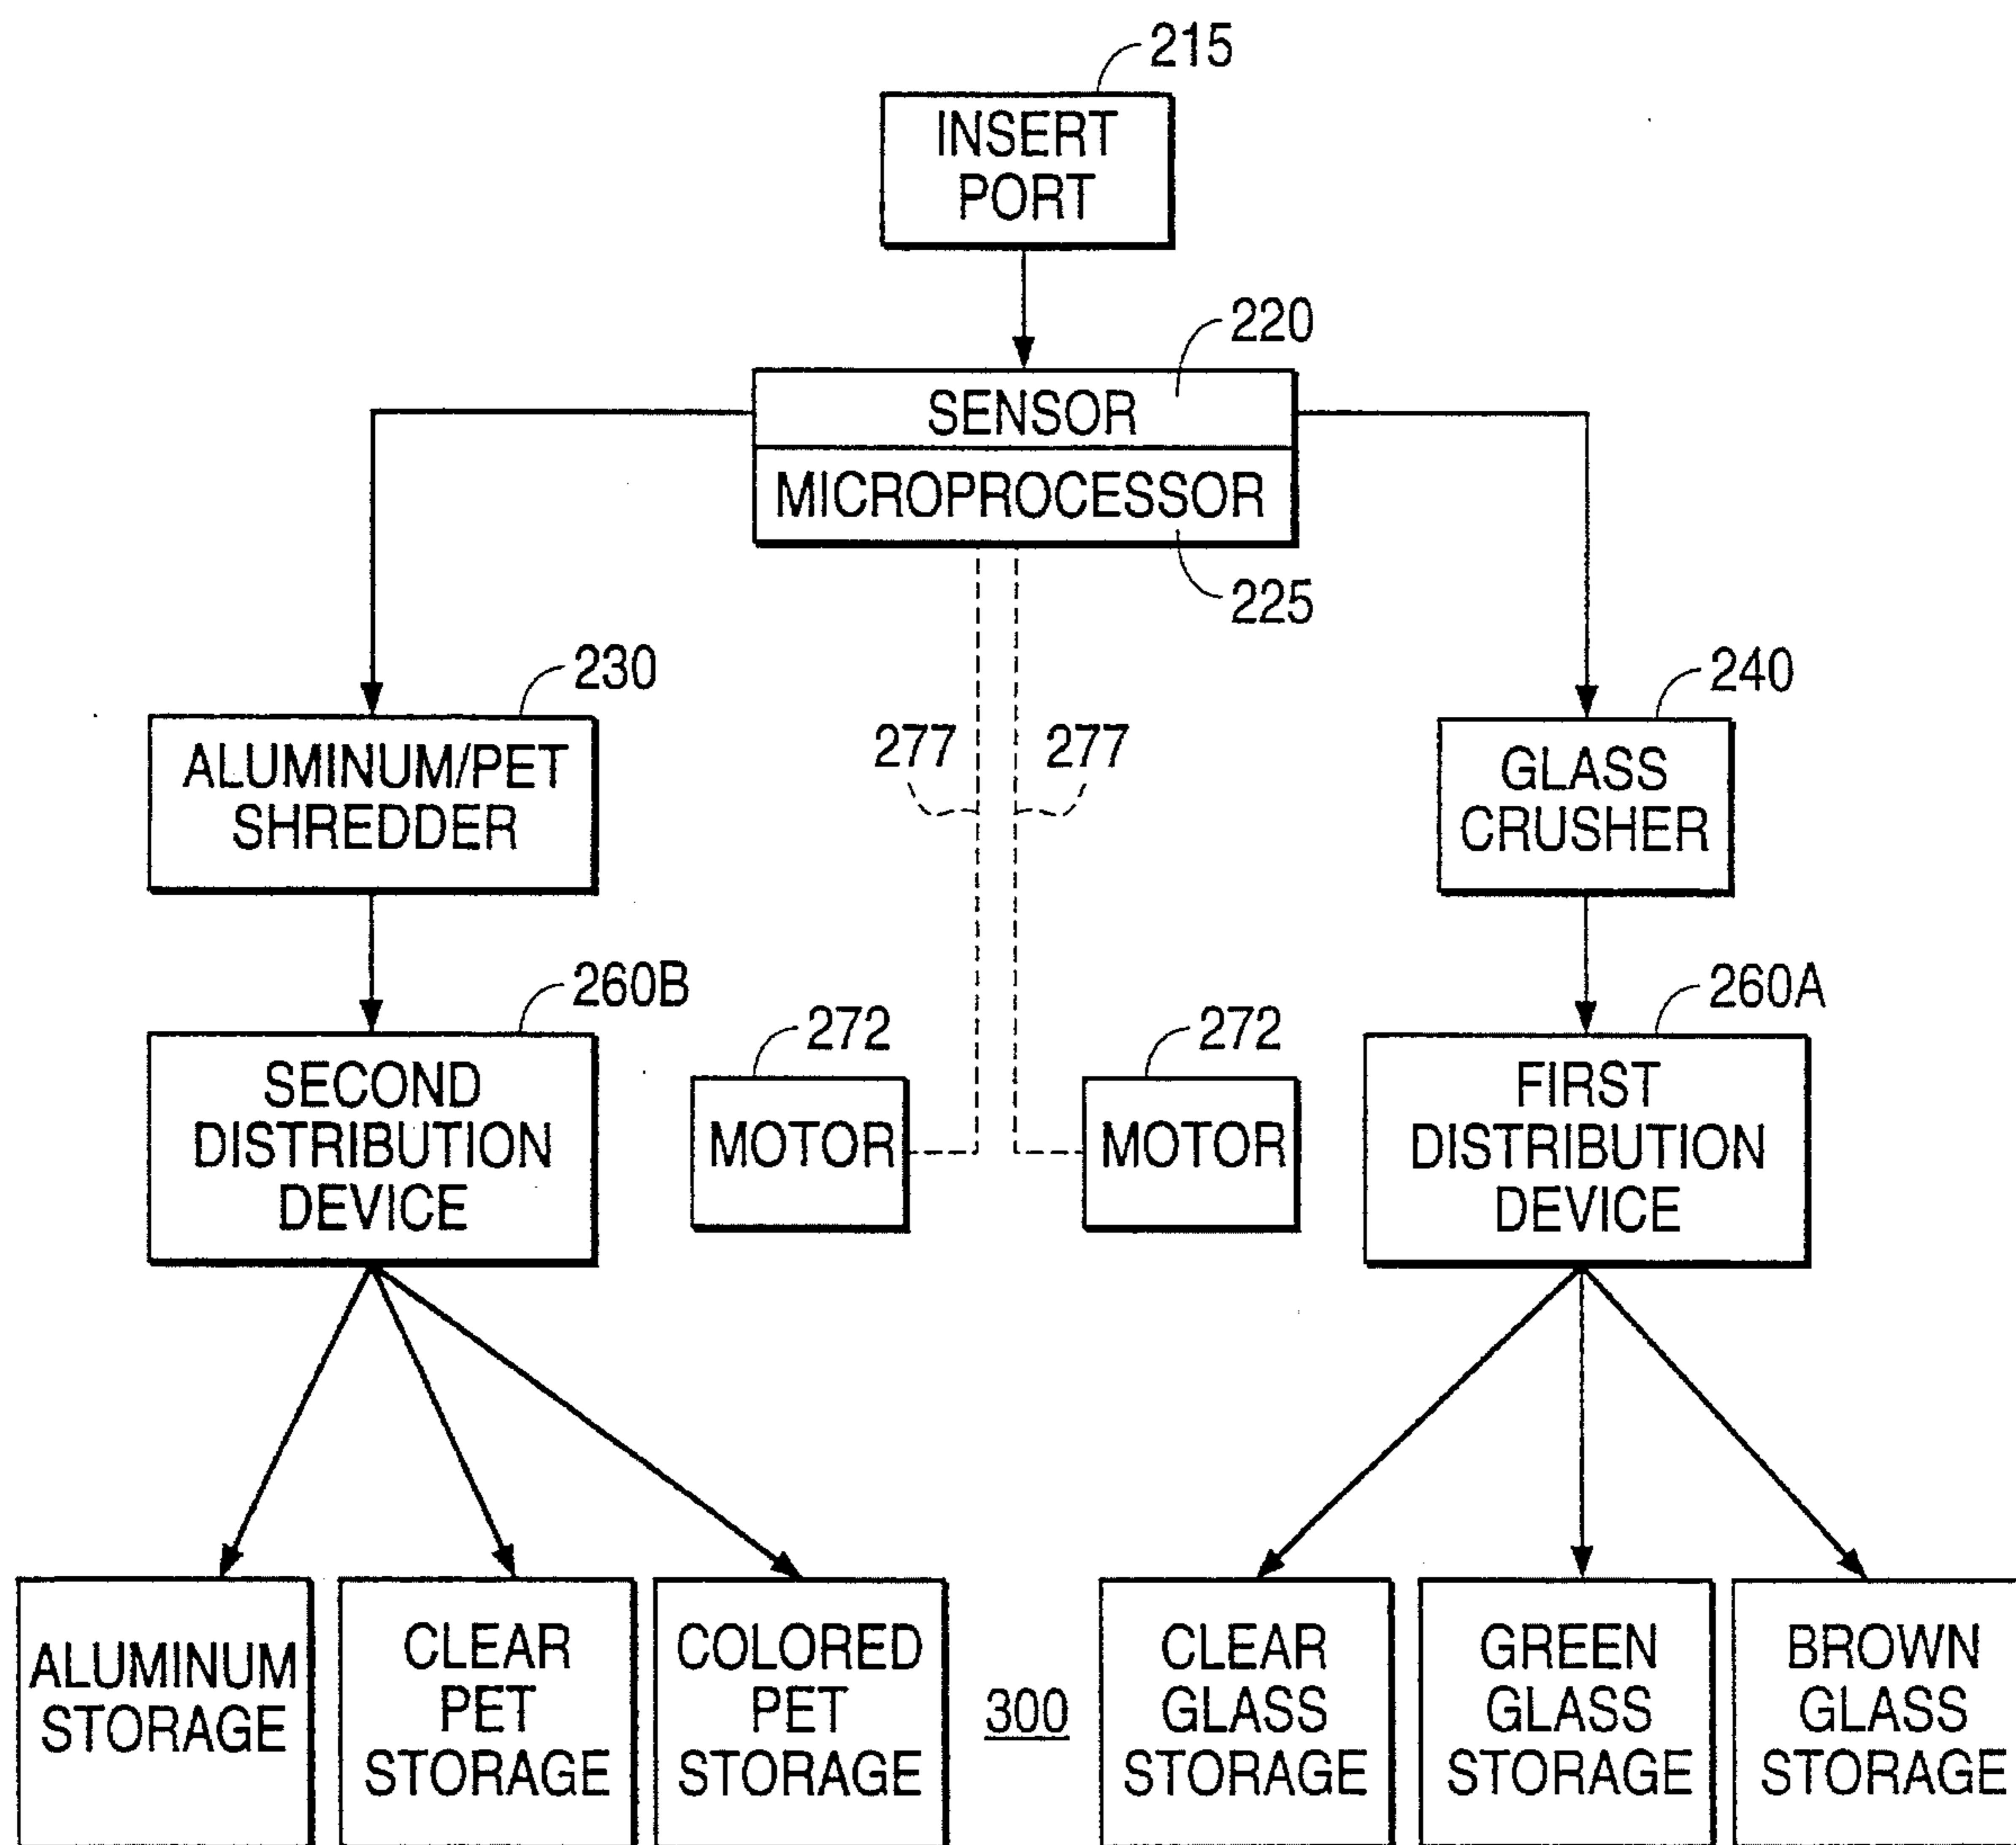 215
INSERT
PORT
220
SENSOR
MICROPROCESSOR
225
230
ALUMINUM/PET
SHREDDER
277
277
240
GLASS
CRUSHER
260B
SECOND
DISTRIBUTION
DEVICE
272
MOTOR
272
MOTOR
260A
FIRST
DISTRIBUTION
DEVICE
ALUMINUM
STORAGE
CLEAR
PET
STORAGE
COLORED
PET
STORAGE
300
CLEAR
GLASS
STORAGE
GREEN
GLASS
STORAGE
BROWN
GLASS
STORAGE